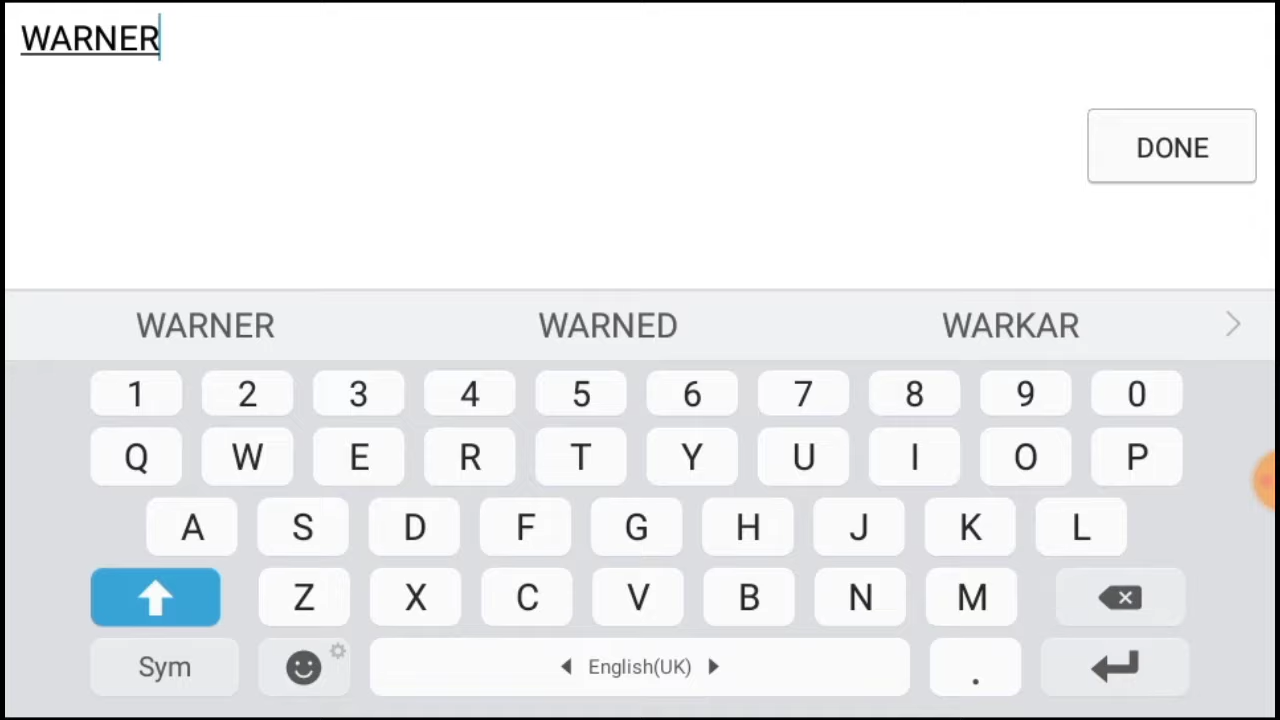 WARNER
DONE
WARNER WARNED WARKAR
1 2 3 4 5 6 7 8 9 0
Q W E R T Y U I O P
A S D F G H J K L
Z X C V B N M
Sym English(UK) .